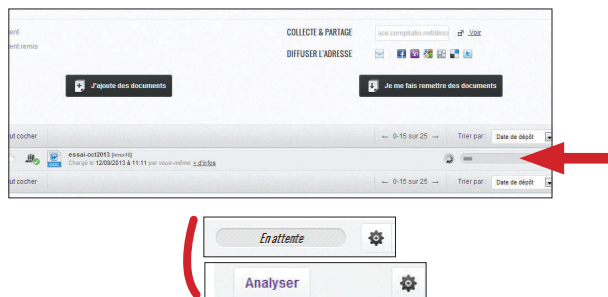 ent
ent remis
COLLECTE & PARTAGE
ace.compilatio.net/doss
Voir
DIFFUSER L'ADRESSE
J'ajoute des documents
Je me fais remettre des documents
ut cocher
← 0-15 sur 25 →
Trier par :
Date de dépôt
essai-oct2013
Chargé le 12/09/2013 à 11:11 par vous-même + d'infos
ut cocher
← 0-15 sur 25 →
Trier par :
Date de dépôt
En attente
Analyser